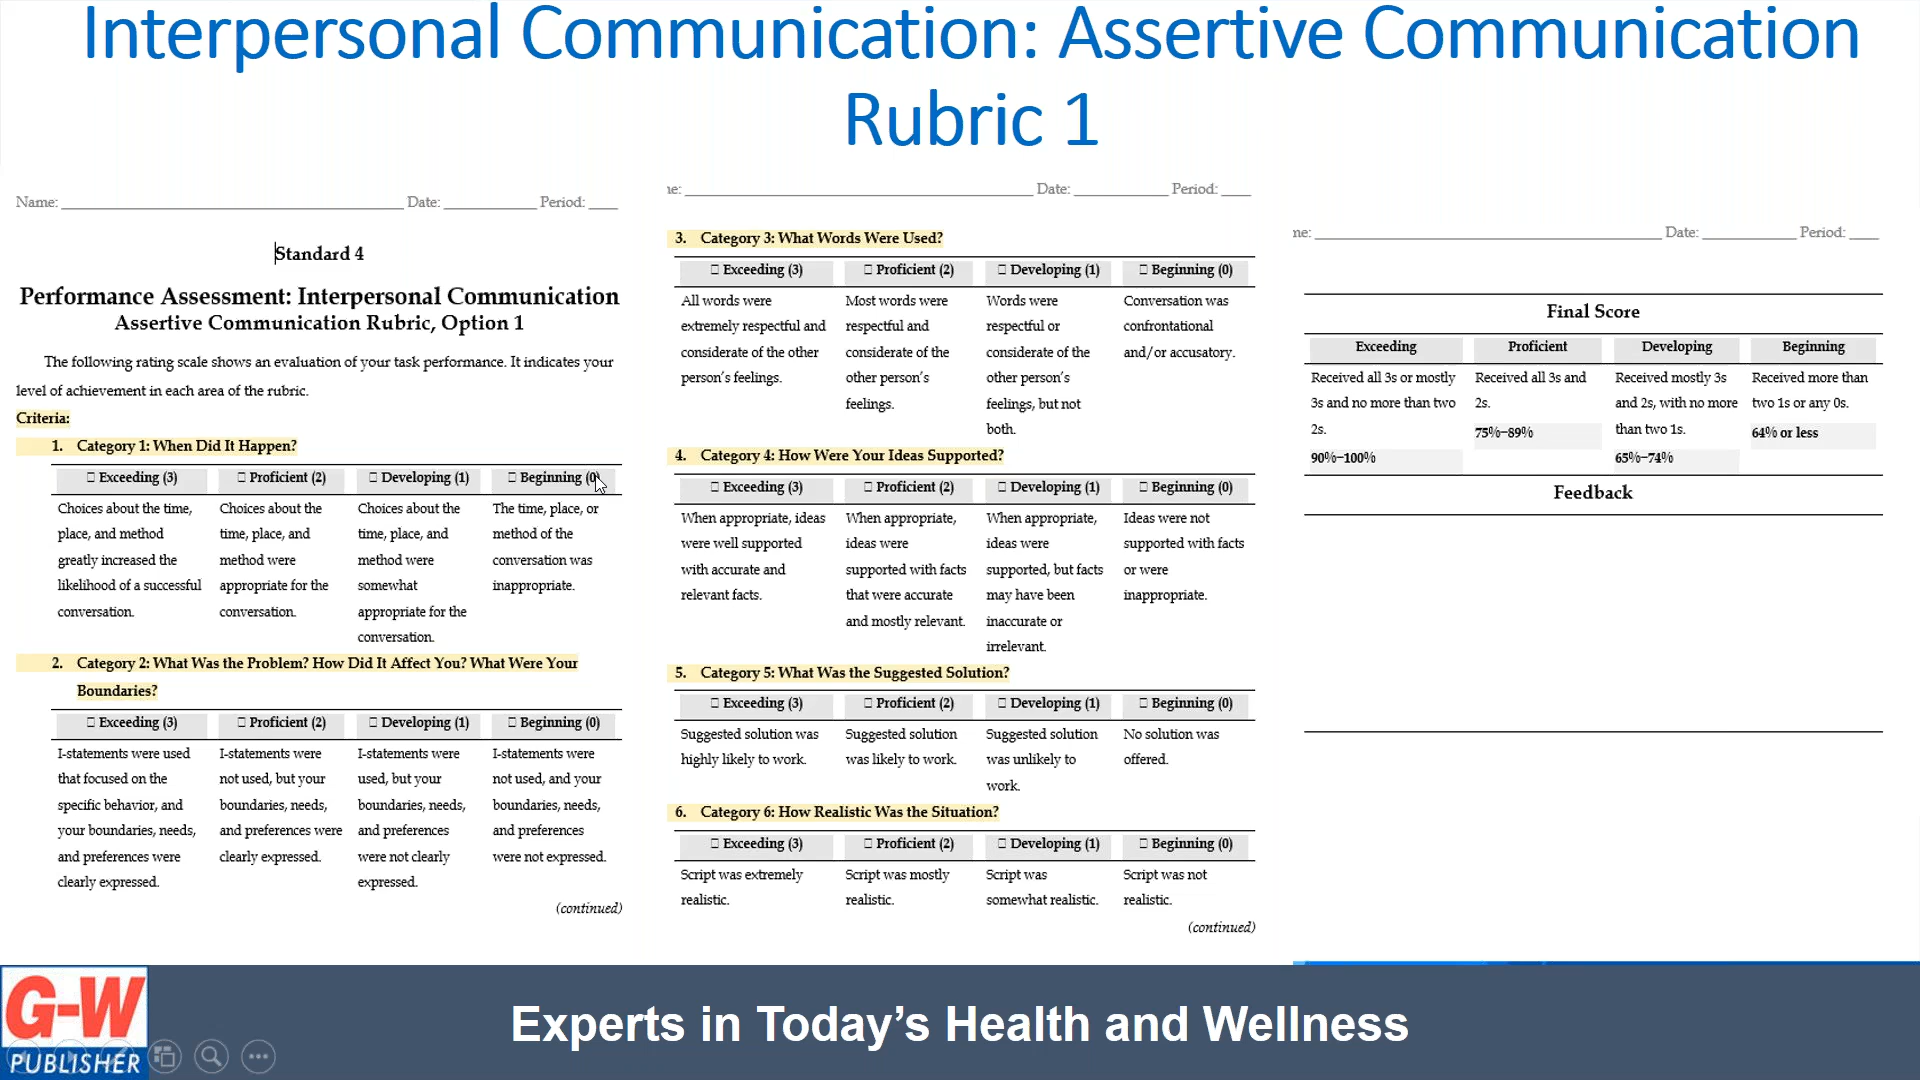 Interpersonal Communication: Assertive Communication
Rubric 1
Name: ____ Date: ____ Period: ____
Standard 4
Performance Assessment: Interpersonal Communication
Assertive Communication Rubric, Option 1
The following rating scale shows an evaluation of your task performance. It indicates your
level of achievement in each area of the rubric.
Criteria:
1. Category 1: When Did It Happen?
☐ Exceeding (3) ☐ Proficient (2) ☐ Developing (1) ☐ Beginning (0)
Choices about the time, Choices about the Choices about the The time, place, or
place, and method time, place, and time, place, and method of the
greatly increased the method were method were conversation was
likelihood of a successful appropriate for the somewhat inappropriate.
conversation. conversation. appropriate for the
conversation.
2. Category 2: What Was the Problem? How Did It Affect You? What Were Your
Boundaries?
☐ Exceeding (3) ☐ Proficient (2) ☐ Developing (1) ☐ Beginning (0)
I-statements were used I-statements were I-statements were I-statements were
that focused on the not used, but your used, but your not used, and your
specific behavior, and boundaries, needs, boundaries, needs, boundaries, needs,
your boundaries, needs, and preferences were and preferences and preferences
and preferences were clearly expressed. were not clearly were not expressed.
clearly expressed. expressed.
(continued)
ne: ____ Date: ____ Period: ____
3. Category 3: What Words Were Used?
☐ Exceeding (3) ☐ Proficient (2) ☐ Developing (1) ☐ Beginning (0)
All words were Most words were Words were Conversation was
extremely respectful and respectful and respectful or confrontational
considerate of the other considerate of the considerate of the and/or accusatory.
person's feelings. other person's other person's
feelings. feelings, but not
both.
4. Category 4: How Were Your Ideas Supported?
☐ Exceeding (3) ☐ Proficient (2) ☐ Developing (1) ☐ Beginning (0)
When appropriate, ideas When appropriate, When appropriate, Ideas were not
were well supported ideas were ideas were supported with facts
with accurate and supported with facts supported, but facts or were
relevant facts. that were accurate may have been inappropriate.
and mostly relevant. inaccurate or
irrelevant.
5. Category 5: What Was the Suggested Solution?
☐ Exceeding (3) ☐ Proficient (2) ☐ Developing (1) ☐ Beginning (0)
Suggested solution was Suggested solution Suggested solution No solution was
highly likely to work. was likely to work. was unlikely to offered.
work.
6. Category 6: How Realistic Was the Situation?
☐ Exceeding (3) ☐ Proficient (2) ☐ Developing (1) ☐ Beginning (0)
Script was extremely Script was mostly Script was Script was not
realistic. realistic. somewhat realistic. realistic.
(continued)
ne: ____ Date: ____ Period: ____
Final Score
Exceeding Proficient Developing Beginning
Received all 3s or mostly Received all 3s and Received mostly 3s Received more than
3s and no more than two 2s. and 2s, with no more two 1s or any 0s.
2s. 75%–89% than two 1s. 64% or less
90%–100% 65%–74%
Feedback
G-W
PUBLISHER
Experts in Today's Health and Wellness